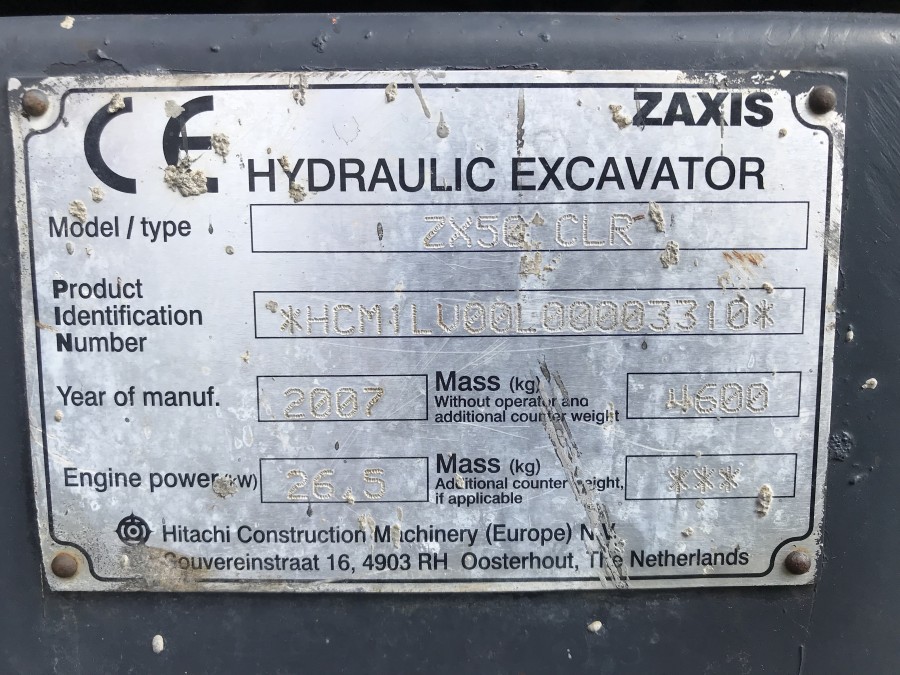 CE ZAXIS
HYDRAULIC EXCAVATOR
Model / type ZX50 CLR
Product
Identification
Number
*HCM1LV00L00003310*
Year of manuf. 2007
Mass (kg)
Without operator and
additional counter weight
4600
Engine power (kw) 26.5
Mass (kg)
Additional counter weight,
if applicable
***
Hitachi Construction Machinery (Europe) N.V.
Souvereinstraat 16, 4903 RH Oosterhout, The Netherlands